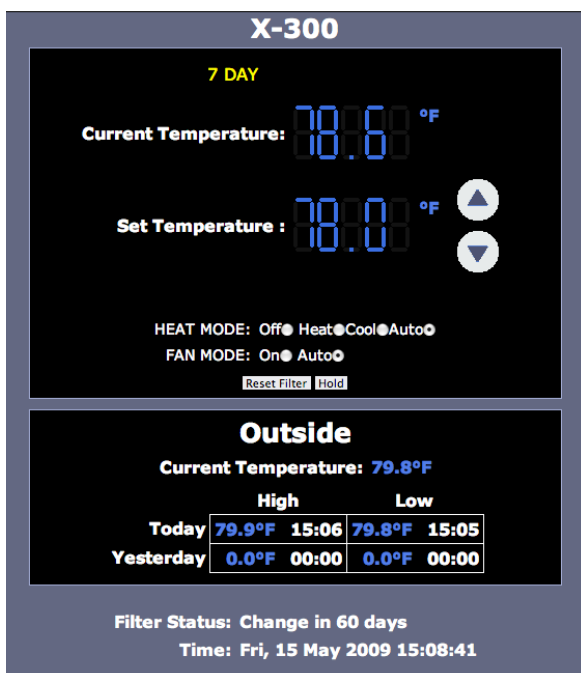 X-300
7 DAY
Current Temperature: 78.6 °F
Set Temperature : 78.0 °F
HEAT MODE: Off Heat Cool Auto
FAN MODE: On Auto
Reset Filter Hold
Outside
Current Temperature: 79.8°F
High Low
Today 79.9°F 15:06 79.8°F 15:05
Yesterday 0.0°F 00:00 0.0°F 00:00
Filter Status: Change in 60 days
Time: Fri, 15 May 2009 15:08:41